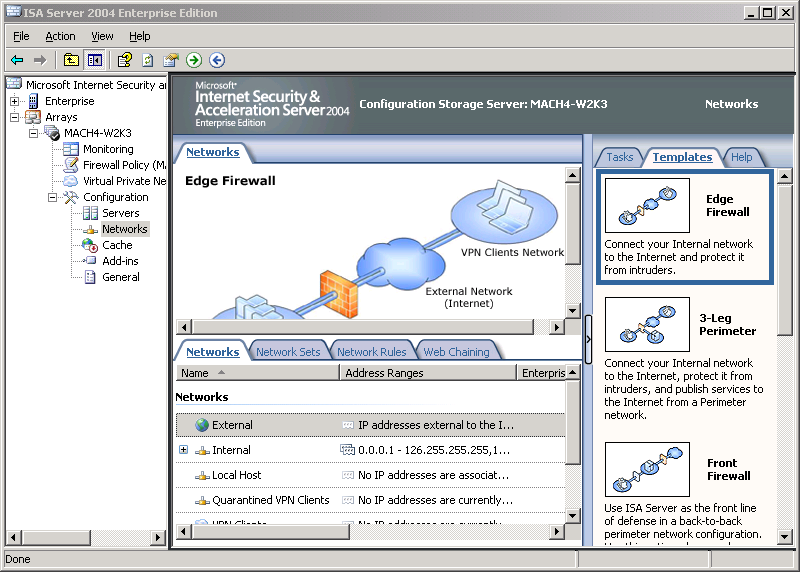 ISA Server 2004 Enterprise Edition
File Action View Help
Microsoft Internet Security ar
Enterprise
Arrays
MACH4-W2K3
Monitoring
Firewall Policy (M
Virtual Private Ne
Configuration
Servers
Networks
Cache
Add-ins
General
Microsoft®
Internet Security &
Acceleration Server 2004
Enterprise Edition
Configuration Storage Server: MACH4-W2K3
Networks
Networks
Edge Firewall
VPN Clients Network
External Network
(Internet)
Networks Network Sets Network Rules Web Chaining
Name Address Ranges Enterpris
Networks
External IP addresses external to the I...
Internal 0.0.0.1 - 126.255.255.255,1...
Local Host No IP addresses are associat...
Quarantined VPN Clients No IP addresses are currently...
VPN Clients No IP addresses are currently
Tasks Templates Help
Edge
Firewall
Connect your Internal network
to the Internet and protect it
from intruders.
3-Leg
Perimeter
Connect your Internal network
to the Internet, protect it from
intruders, and publish services to
the Internet from a Perimeter
network.
Front
Firewall
Use ISA Server as the front line
of defense in a back-to-back
perimeter network configuration.
Done